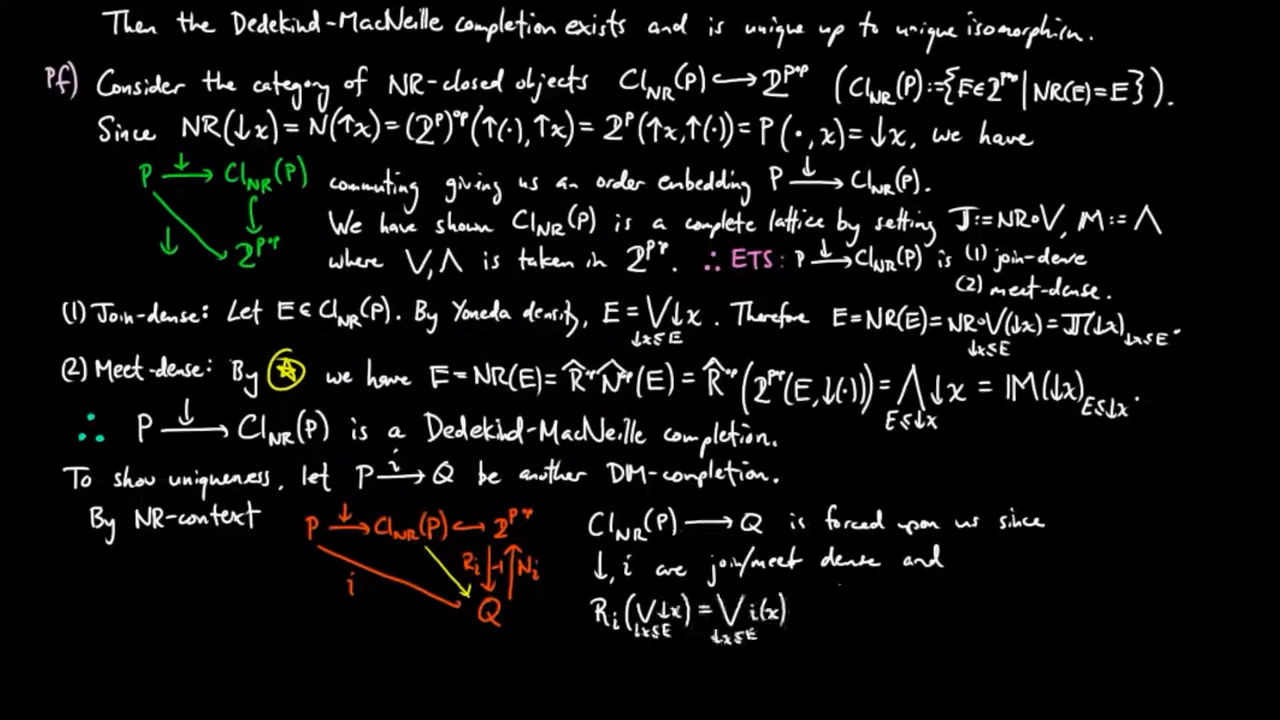 Then the Dedekind-MacNeille completion exists and is unique up to unique isomorphism.
Pf) Consider the category of NR-closed objects Cl_NR(P) ↪ 2^{P^op} (Cl_NR(P) := {E ∈ 2^{P^op} | NR(E) = E}).
Since NR(↓x) = N(↑x) = (2^P)^op(↑(·), ↑x) = 2^P(↑x, ↑(·)) = P(·, x) = ↓x, we have
P →^↓ Cl_NR(P)
↓ 2^{P^op}
commuting giving us an order embedding P →^↓ Cl_NR(P).
We have shown Cl_NR(P) is a complete lattice by setting 𝕁 := NR∘⋁, 𝕄 := ⋀
where ⋁, ⋀ is taken in 2^{P^op}. ∴ ETS: P →^↓ Cl_NR(P) is (1) join-dense
(2) meet-dense.
(1) Join-dense: Let E ∈ Cl_NR(P). By Yoneda density, E = ⋁_{↓x≤E} ↓x. Therefore E = NR(E) = NR∘⋁_{↓x≤E}(↓x) = 𝕁(↓x)_{↓x≤E}.
(2) Meet-dense: By ☆ we have E = NR(E) = R̂^op N̂^op(E) = R̂^op(2^{P^op}(E, ↓(·))) = ⋀_{E≤↓x} ↓x = 𝕄(↓x)_{E≤↓x}.
∴ P →^↓ Cl_NR(P) is a Dedekind-MacNeille completion.
To show uniqueness, let P →^i Q be another DM-completion.
By NR-context
P →^↓ Cl_NR(P) ↪ 2^{P^op}
i R_i ⊣ N_i
Q
Cl_NR(P) → Q is forced upon us since
↓, i are join/meet dense and
R_i(⋁_{↓x≤E} ↓x) = ⋁_{↓x≤E} i(x)